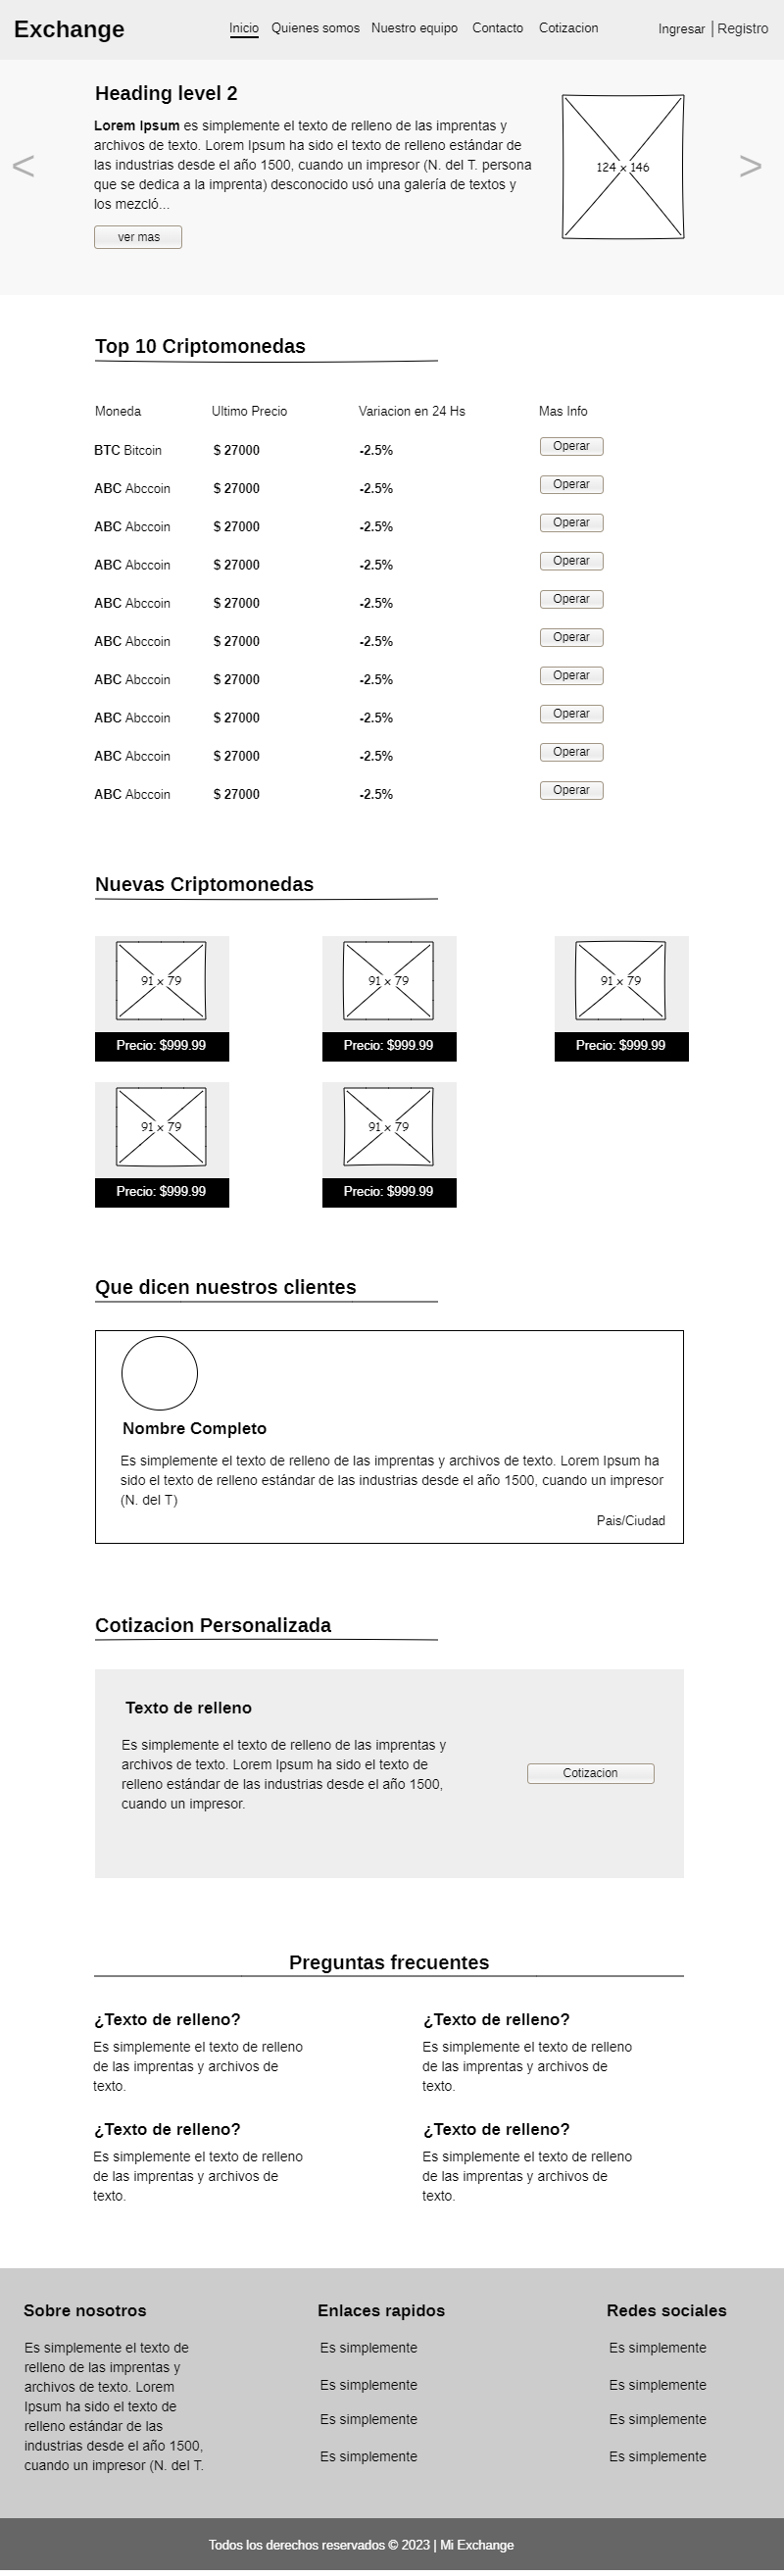 Exchange Inicio Quienes somos Nuestro equipo Contacto Cotizacion Ingresar | Registro
Heading level 2
Lorem Ipsum es simplemente el texto de relleno de las imprentas y
archivos de texto. Lorem Ipsum ha sido el texto de relleno estándar de
las industrias desde el año 1500, cuando un impresor (N. del T. persona
que se dedica a la imprenta) desconocido usó una galería de textos y
los mezcló...
< 124 x 146 >
ver mas
Top 10 Criptomonedas
Moneda Ultimo Precio Variacion en 24 Hs Mas Info
BTC Bitcoin $ 27000 -2.5% Operar
ABC Abccoin $ 27000 -2.5% Operar
ABC Abccoin $ 27000 -2.5% Operar
ABC Abccoin $ 27000 -2.5% Operar
ABC Abccoin $ 27000 -2.5% Operar
ABC Abccoin $ 27000 -2.5% Operar
ABC Abccoin $ 27000 -2.5% Operar
ABC Abccoin $ 27000 -2.5% Operar
ABC Abccoin $ 27000 -2.5% Operar
ABC Abccoin $ 27000 -2.5% Operar
Nuevas Criptomonedas
91 x 79 91 x 79 91 x 79
Precio: $999.99 Precio: $999.99 Precio: $999.99
91 x 79 91 x 79
Precio: $999.99 Precio: $999.99
Que dicen nuestros clientes
Nombre Completo
Es simplemente el texto de relleno de las imprentas y archivos de texto. Lorem Ipsum ha
sido el texto de relleno estándar de las industrias desde el año 1500, cuando un impresor
(N. del T)
Pais/Ciudad
Cotizacion Personalizada
Texto de relleno
Es simplemente el texto de relleno de las imprentas y
archivos de texto. Lorem Ipsum ha sido el texto de
relleno estándar de las industrias desde el año 1500,
cuando un impresor.
Cotizacion
Preguntas frecuentes
¿Texto de relleno?
Es simplemente el texto de relleno
de las imprentas y archivos de
texto.
¿Texto de relleno?
Es simplemente el texto de relleno
de las imprentas y archivos de
texto.
¿Texto de relleno?
Es simplemente el texto de relleno
de las imprentas y archivos de
texto.
¿Texto de relleno?
Es simplemente el texto de relleno
de las imprentas y archivos de
texto.
Sobre nosotros
Es simplemente el texto de
relleno de las imprentas y
archivos de texto. Lorem
Ipsum ha sido el texto de
relleno estándar de las
industrias desde el año 1500,
cuando un impresor (N. del T.
Enlaces rapidos
Es simplemente
Es simplemente
Es simplemente
Es simplemente
Redes sociales
Es simplemente
Es simplemente
Es simplemente
Es simplemente
Todos los derechos reservados © 2023 | Mi Exchange